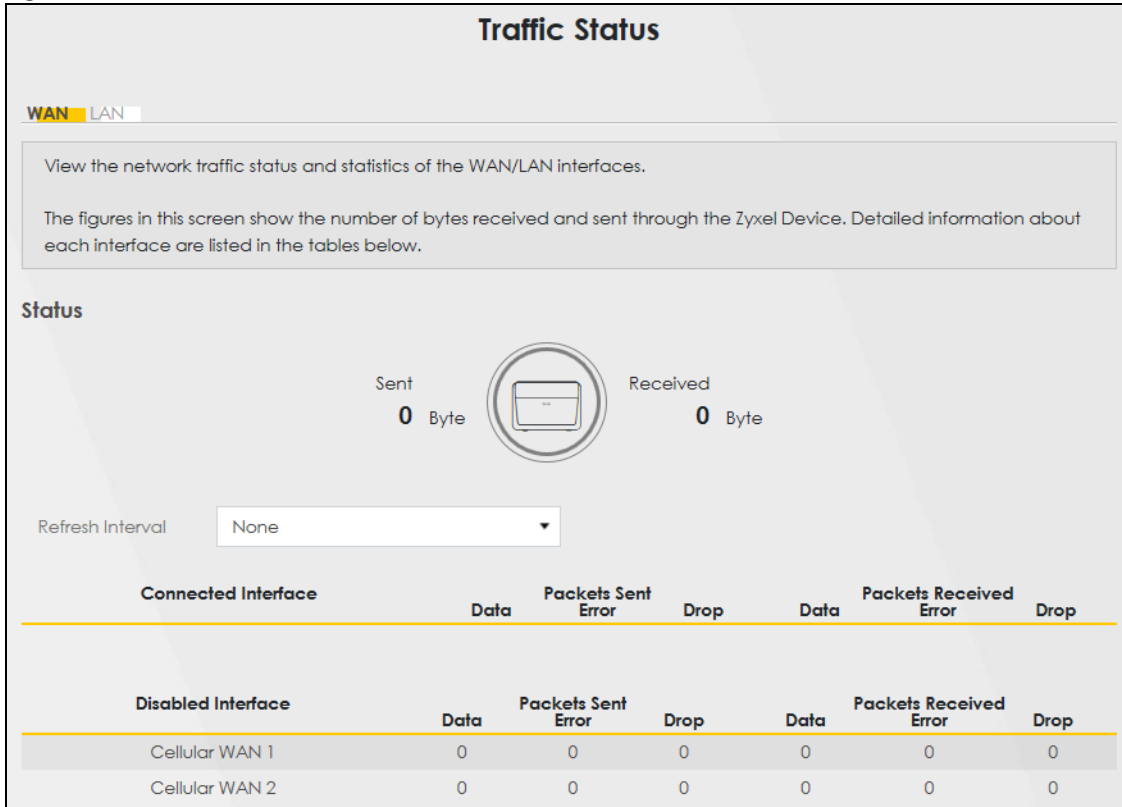 Traffic Status
WAN LAN
View the network traffic status and statistics of the WAN/LAN interfaces.
The figures in this screen show the number of bytes received and sent through the Zyxel Device. Detailed information about
each interface are listed in the tables below.
Status
Sent Received
0 Byte 0 Byte
Refresh Interval None
Connected Interface Packets Sent Packets Received
Data Error Drop Data Error Drop
Disabled Interface Packets Sent Packets Received
Data Error Drop Data Error Drop
Cellular WAN 1 0 0 0 0 0 0
Cellular WAN 2 0 0 0 0 0 0